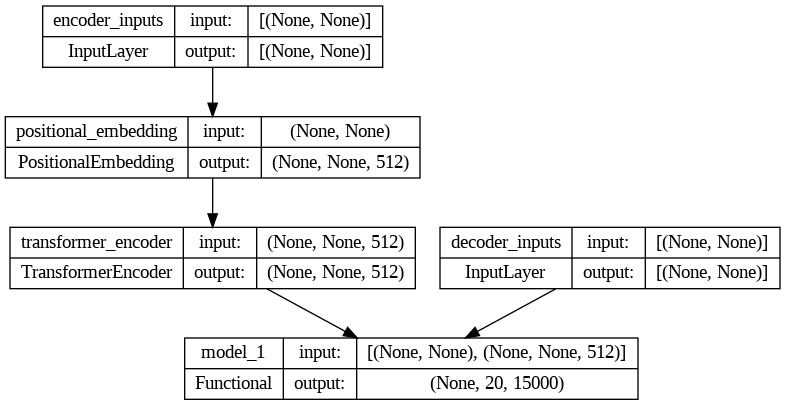 encoder_inputs input: [(None, None)]
InputLayer output: [(None, None)]
positional_embedding input: (None, None)
PositionalEmbedding output: (None, None, 512)
transformer_encoder input: (None, None, 512)
TransformerEncoder output: (None, None, 512)
decoder_inputs input: [(None, None)]
InputLayer output: [(None, None)]
model_1 input: [(None, None), (None, None, 512)]
Functional output: (None, 20, 15000)